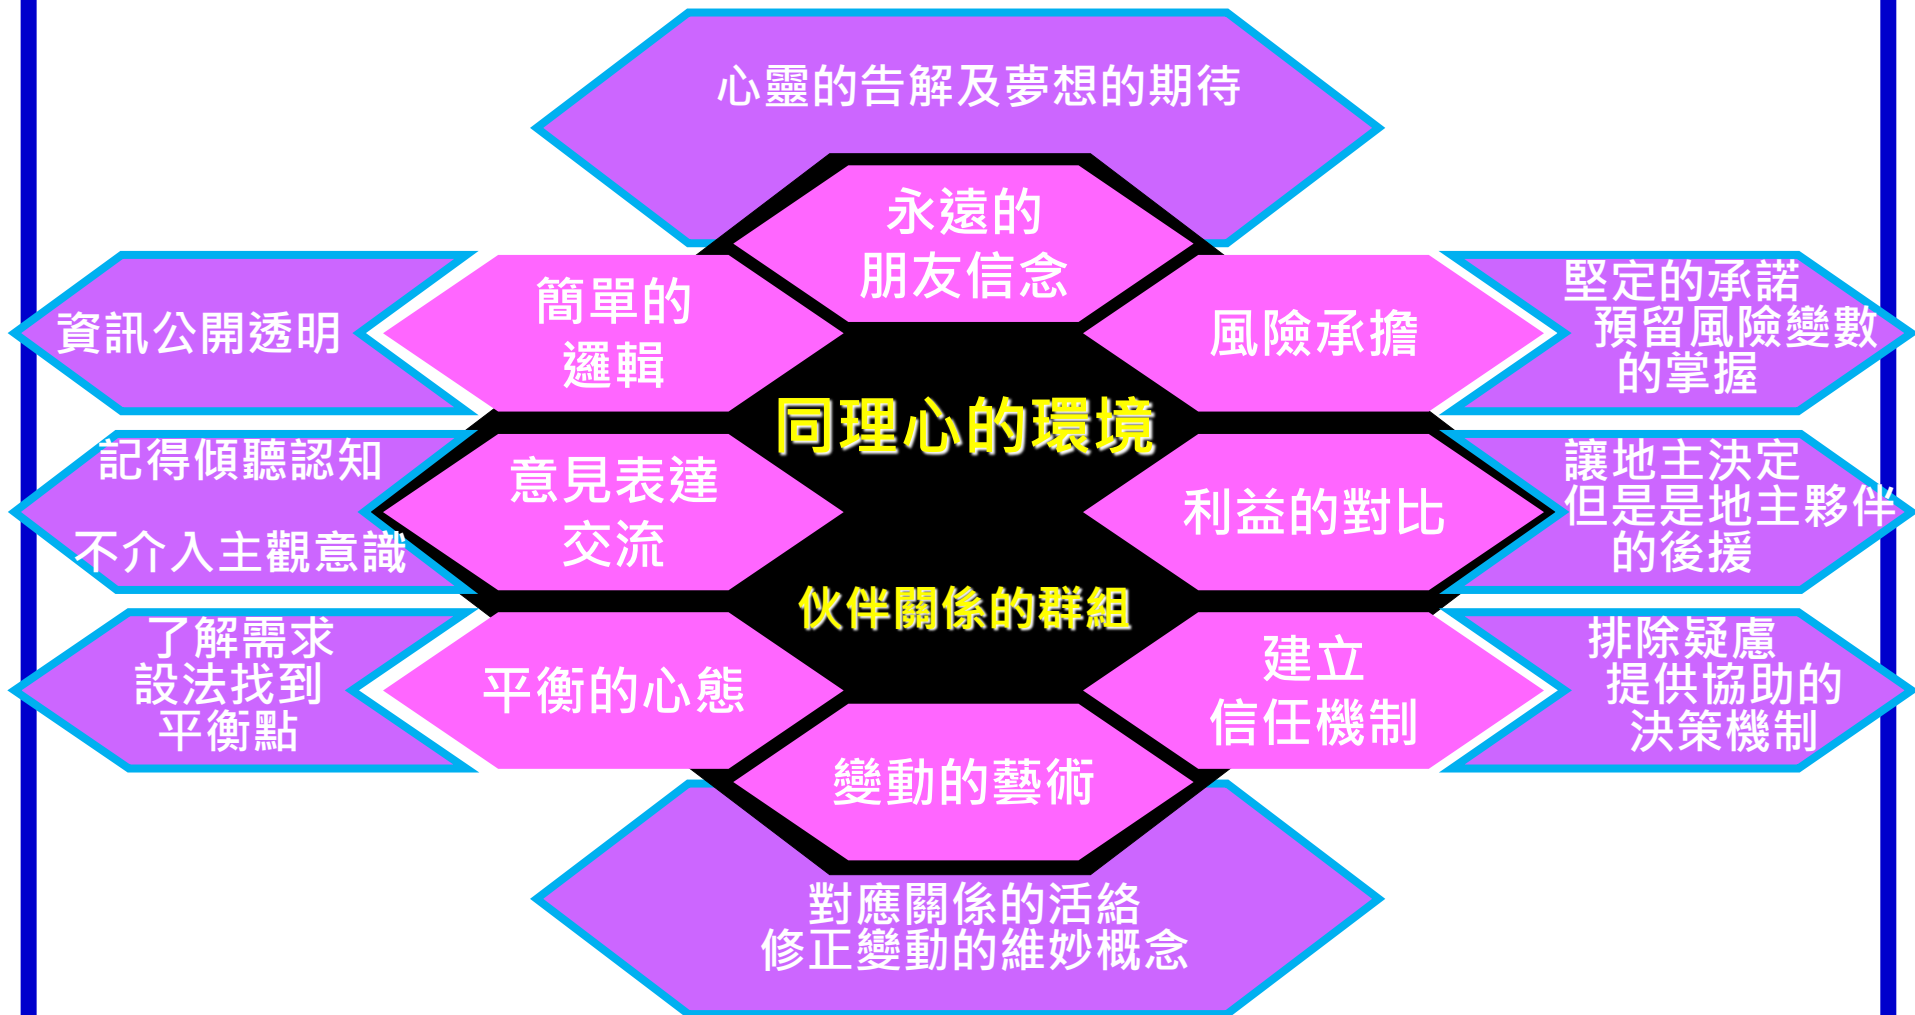 心靈的告解及夢想的期待
永遠的
朋友信念
簡單的
邏輯
資訊公開透明
風險承擔
堅定的承諾
預留風險變數
的掌握
同理心的環境
意見表達
交流
記得傾聽認知
不介入主觀意識
利益的對比
讓地主決定
但是是地主夥伴
的後援
伙伴關係的群組
平衡的心態
了解需求
設法找到
平衡點
建立
信任機制
排除疑慮
提供協助的
決策機制
變動的藝術
對應關係的活絡
修正變動的維妙概念